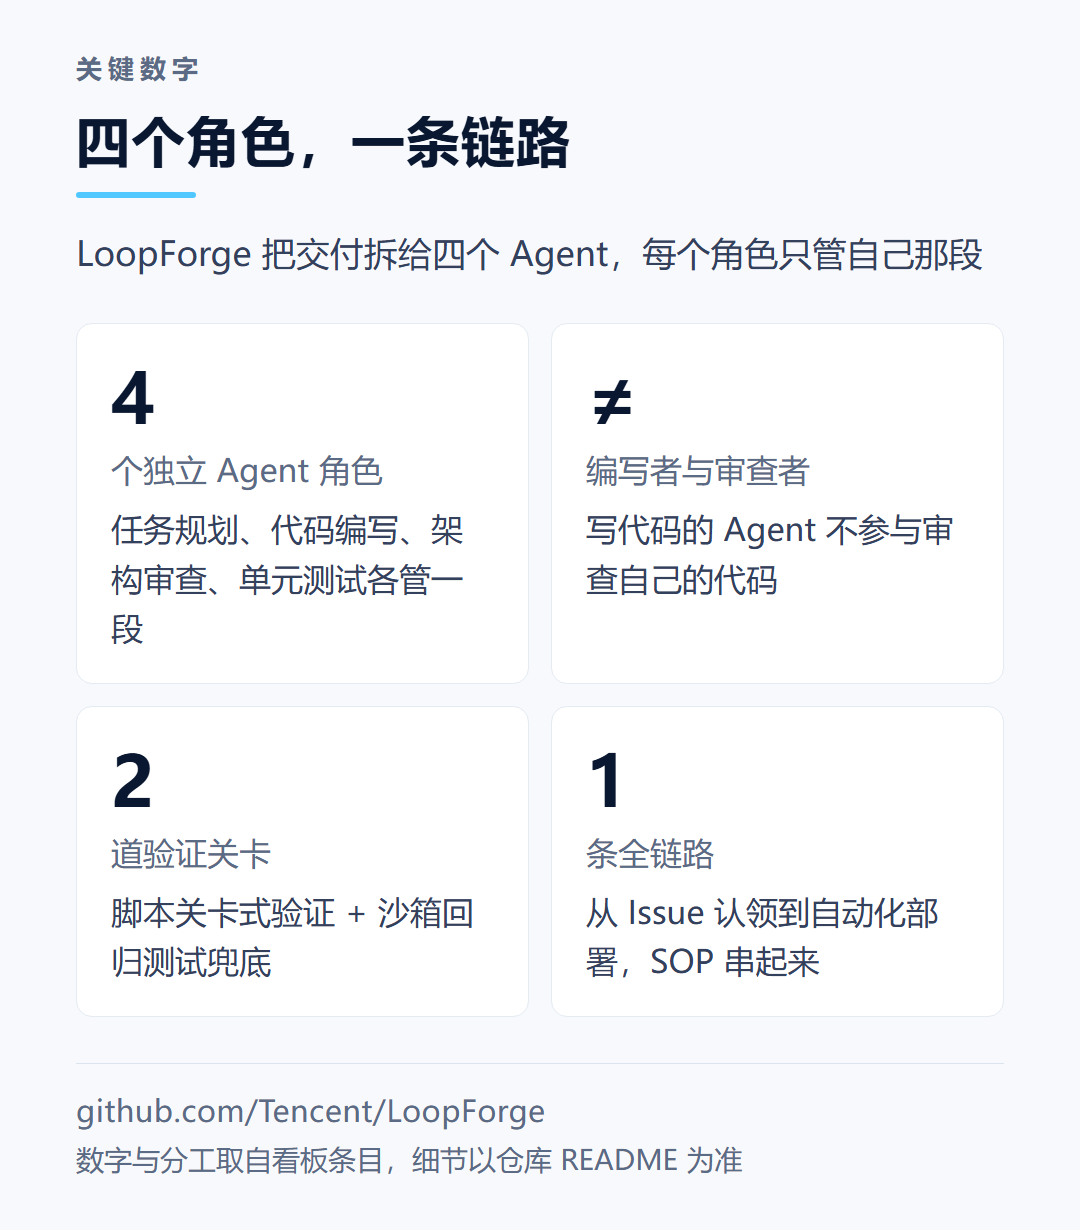 关键数字
四个角色，一条链路
LoopForge 把交付拆给四个 Agent，每个角色只管自己那段
4
个独立 Agent 角色
任务规划、代码编写、架
构审查、单元测试各管一
段
≠
编写者与审查者
写代码的 Agent 不参与审
查自己的代码
2
道验证关卡
脚本关卡式验证 + 沙箱回
归测试兜底
1
条全链路
从 Issue 认领到自动化部
署，SOP 串起来
github.com/Tencent/LoopForge
数字与分工取自看板条目，细节以仓库 README 为准